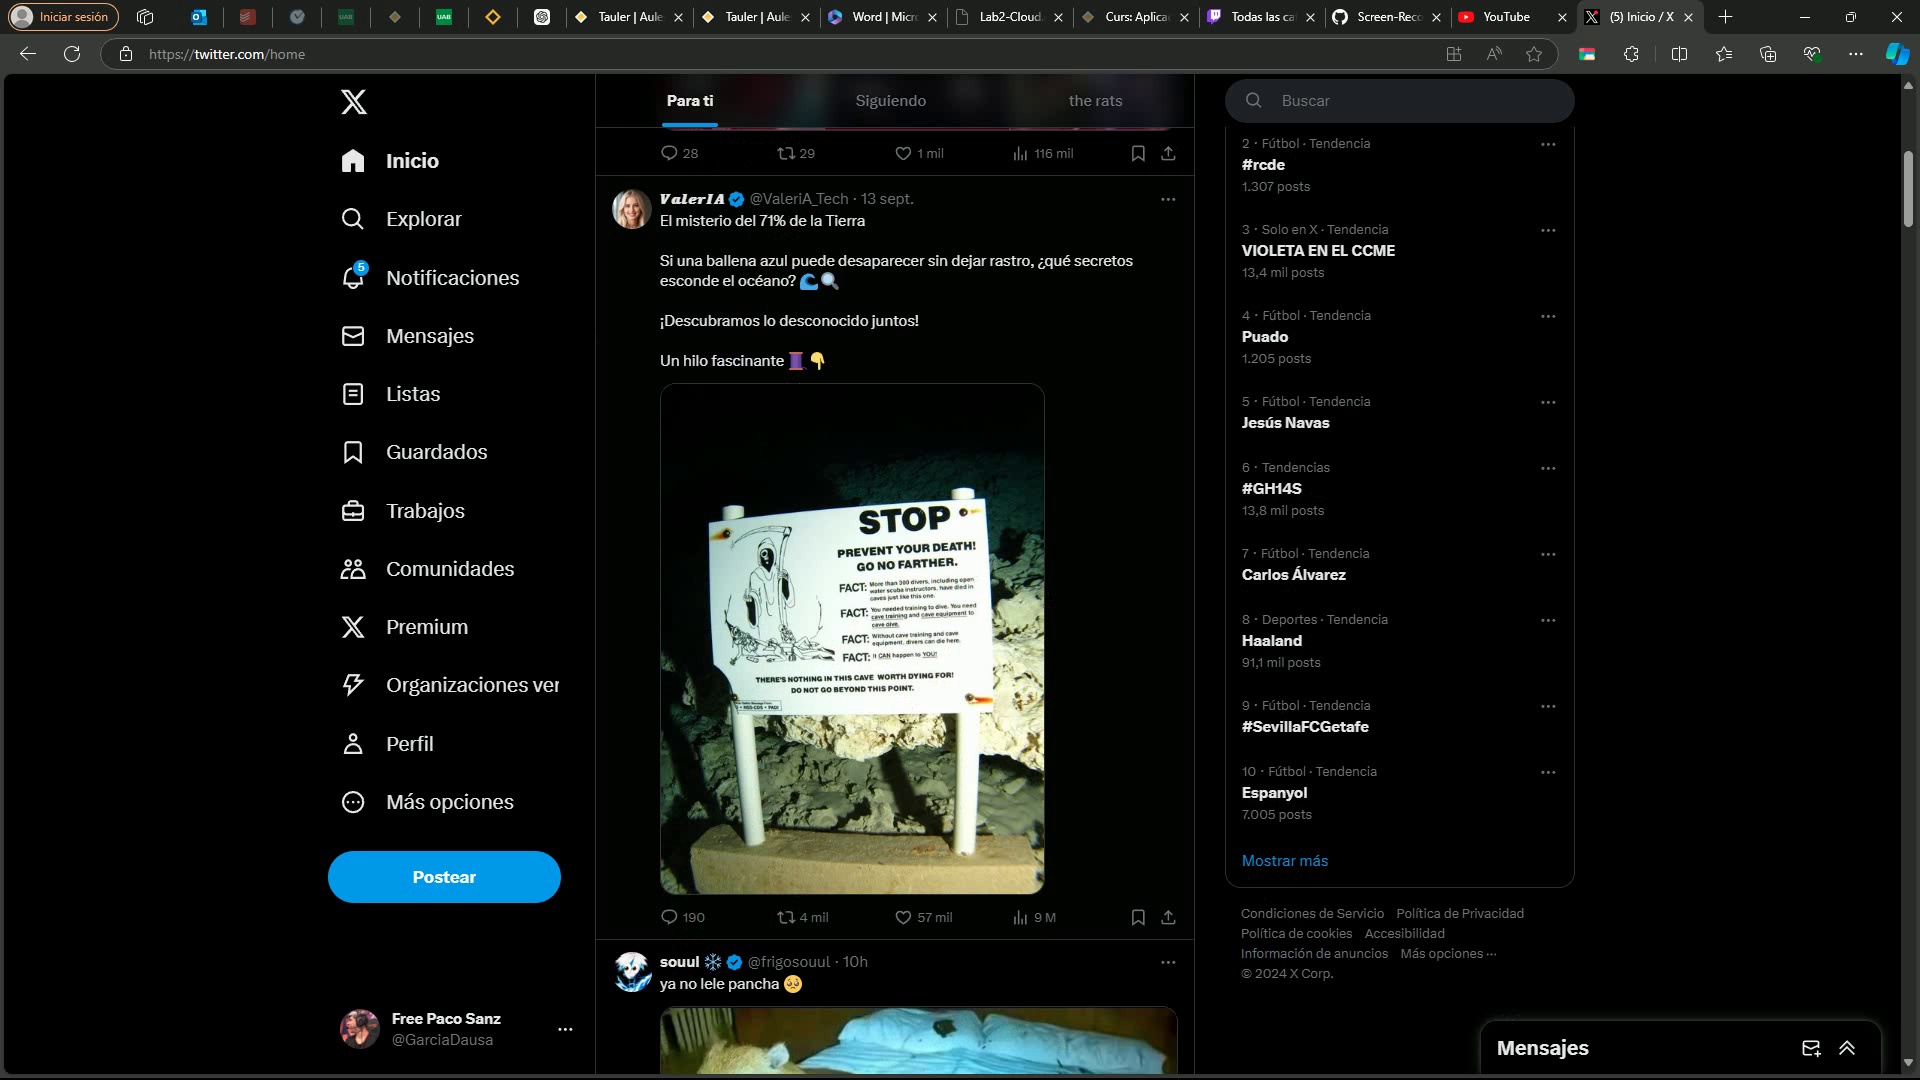 Iniciar sesión
Tauler | Aule
Tauler | Aule
Word | Micr
Lab2-Cloud
Curs: Aplica
Todas las ca
Screen-Reco
YouTube
(5) Inicio / X
https://twitter.com/home
Inicio
Explorar
5
Notificaciones
Mensajes
Listas
Guardados
Trabajos
Comunidades
Premium
Organizaciones ver
Perfil
Más opciones
Postear
Free Paco Sanz
@GarciaDausa
Para ti
Siguiendo
the rats
28
29
1 mil
116 mil
ValerIA @ValeriA_Tech · 13 sept.
El misterio del 71% de la Tierra
Si una ballena azul puede desaparecer sin dejar rastro, ¿qué secretos
esconde el océano? 🌊🔍
¡Descubramos lo desconocido juntos!
Un hilo fascinante 🧵👇
STOP
PREVENT YOUR DEATH!
GO NO FARTHER.
FACT: More than 300 divers, including open
water scuba instructors, have died in
caves just like this one.
FACT: You needed training to dive. You need
cave training and cave equipment to
cave dive.
FACT: Without cave training and cave
equipment, divers can die here.
FACT: It CAN happen to YOU!
THERE'S NOTHING IN THIS CAVE WORTH DYING FOR!
DO NOT GO BEYOND THIS POINT.
190
4 mil
57 mil
9 M
souul ❄️ @frigosouul · 10h
ya no lele pancha 🥺
Buscar
2 · Fútbol · Tendencia
#rcde
1.307 posts
3 · Solo en X · Tendencia
VIOLETA EN EL CCME
13,4 mil posts
4 · Fútbol · Tendencia
Puado
1.205 posts
5 · Fútbol · Tendencia
Jesús Navas
6 · Tendencias
#GH14S
13,8 mil posts
7 · Fútbol · Tendencia
Carlos Álvarez
8 · Deportes · Tendencia
Haaland
91,1 mil posts
9 · Fútbol · Tendencia
#SevillaFCGetafe
10 · Fútbol · Tendencia
Espanyol
7.005 posts
Mostrar más
Condiciones de Servicio Política de Privacidad
Política de cookies Accesibilidad
Información de anuncios Más opciones ···
© 2024 X Corp.
Mensajes